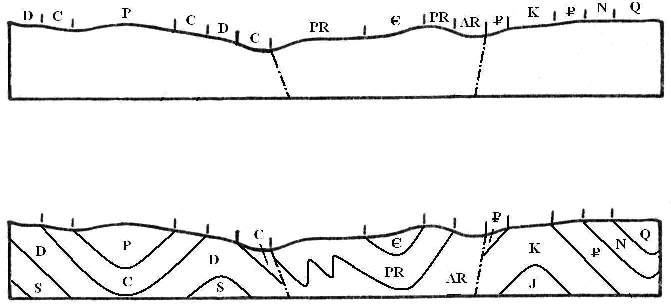 D C P C D C PR Є PR AR ₽ K ₽ N Q
₽
C Q
D P D Є K ₽ N
PR
S C S AR J